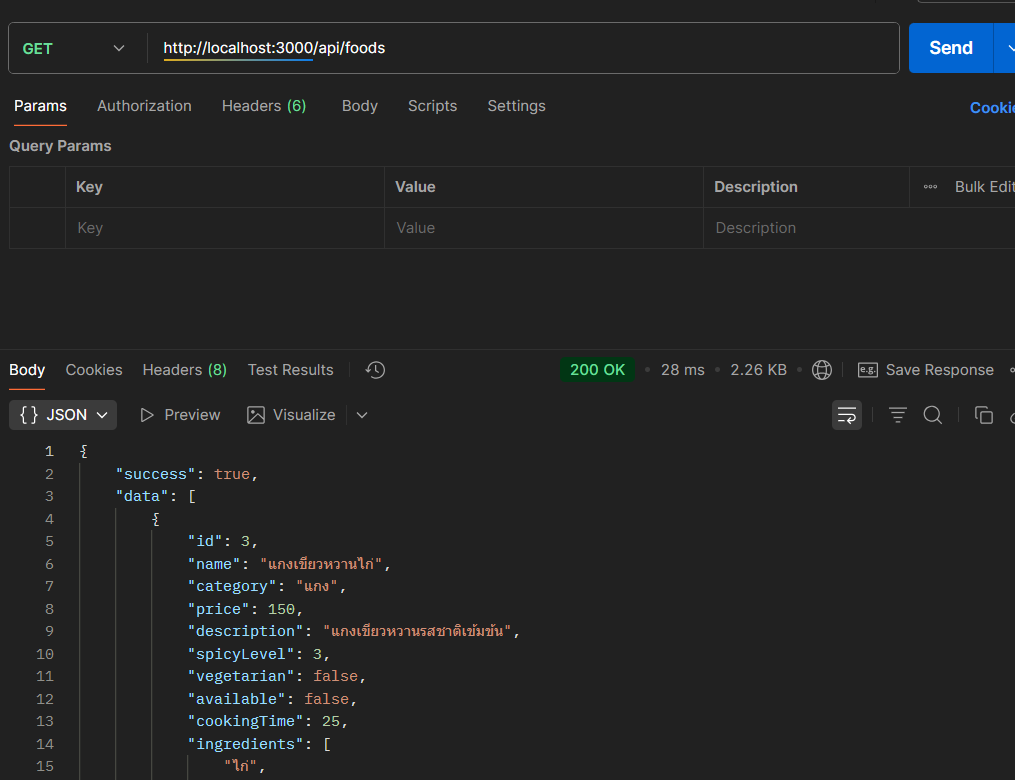 GET http://localhost:3000/api/foods Send
Params Authorization Headers (6) Body Scripts Settings
Query Params
Key Value Description Bulk Edit
Key Value Description
Body Cookies Headers (8) Test Results 200 OK • 28 ms • 2.26 KB • e.g. Save Response
{} JSON Preview Visualize
1 {
2 "success": true,
3 "data": [
4 {
5 "id": 3,
6 "name": "แกงเขียวหวานไก่",
7 "category": "แกง",
8 "price": 150,
9 "description": "แกงเขียวหวานรสชาติเข้มข้น",
10 "spicyLevel": 3,
11 "vegetarian": false,
12 "available": false,
13 "cookingTime": 25,
14 "ingredients": [
15 "ไก่",